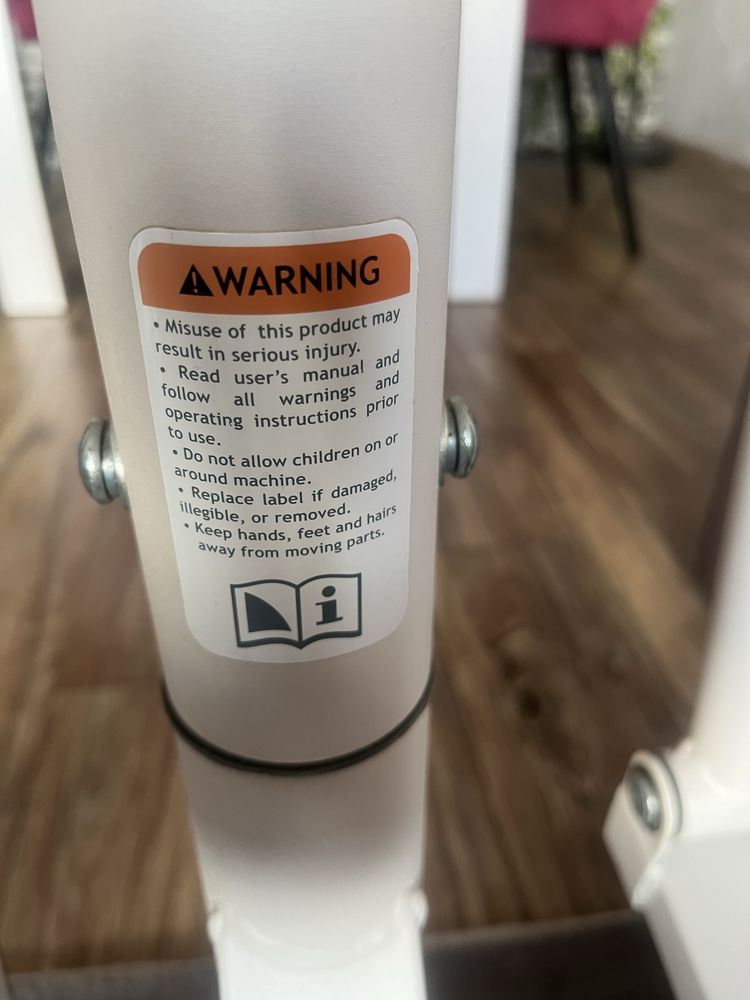 WARNING
• Misuse of this product may
result in serious injury.
• Read user's manual and
follow all warnings and
operating instructions prior
to use.
• Do not allow children on or
around machine.
• Replace label if damaged,
illegible, or removed.
• Keep hands, feet and hairs
away from moving parts.